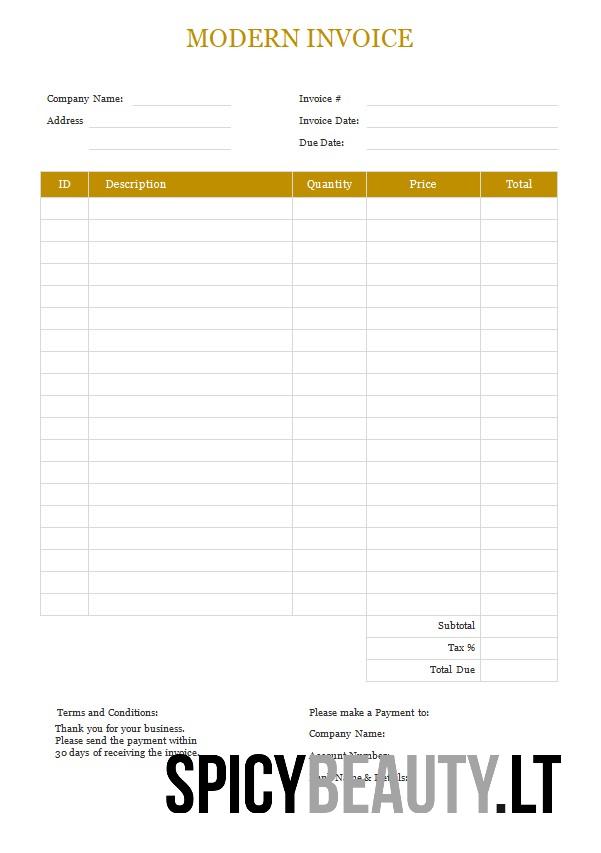 MODERN INVOICE
Company Name:
Address
Invoice #
Invoice Date:
Due Date:
ID Description Quantity Price Total
Subtotal
Tax %
Total Due
Terms and Conditions:
Thank you for your business.
Please send the payment within
30 days of receiving the invoice.
Please make a Payment to:
Company Name:
Account Number:
Bank Name & Details:
SPICYBEAUTY.LT